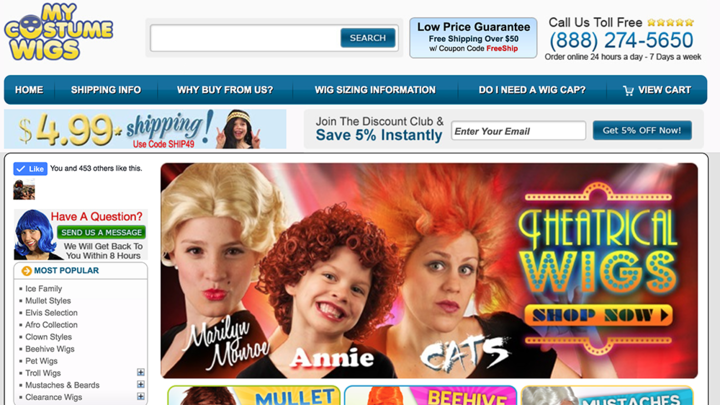 MY
COSTUME
WIGS
SEARCH
Low Price Guarantee
Free Shipping Over $50
w/ Coupon Code FreeShip
Call Us Toll Free
(888) 274-5650
Order online 24 hours a day - 7 Days a week
HOME
SHIPPING INFO
WHY BUY FROM US?
WIG SIZING INFORMATION
DO I NEED A WIG CAP?
VIEW CART
$4.99* shipping!
Use Code SHIP49
Join The Discount Club &
Save 5% Instantly
Enter Your Email
Get 5% OFF Now!
Like
You and 453 others like this.
Have A Question?
SEND US A MESSAGE
We Will Get Back To
You Within 8 Hours
MOST POPULAR
Ice Family
Mullet Styles
Elvis Selection
Afro Collection
Clown Styles
Beehive Wigs
Pet Wigs
Troll Wigs
Mustaches & Beards
Clearance Wigs
Marilyn
Monroe
Annie
CATS
THEATRICAL
WIGS
SHOP NOW
MULLET
BEEHIVE
MUSTACHES